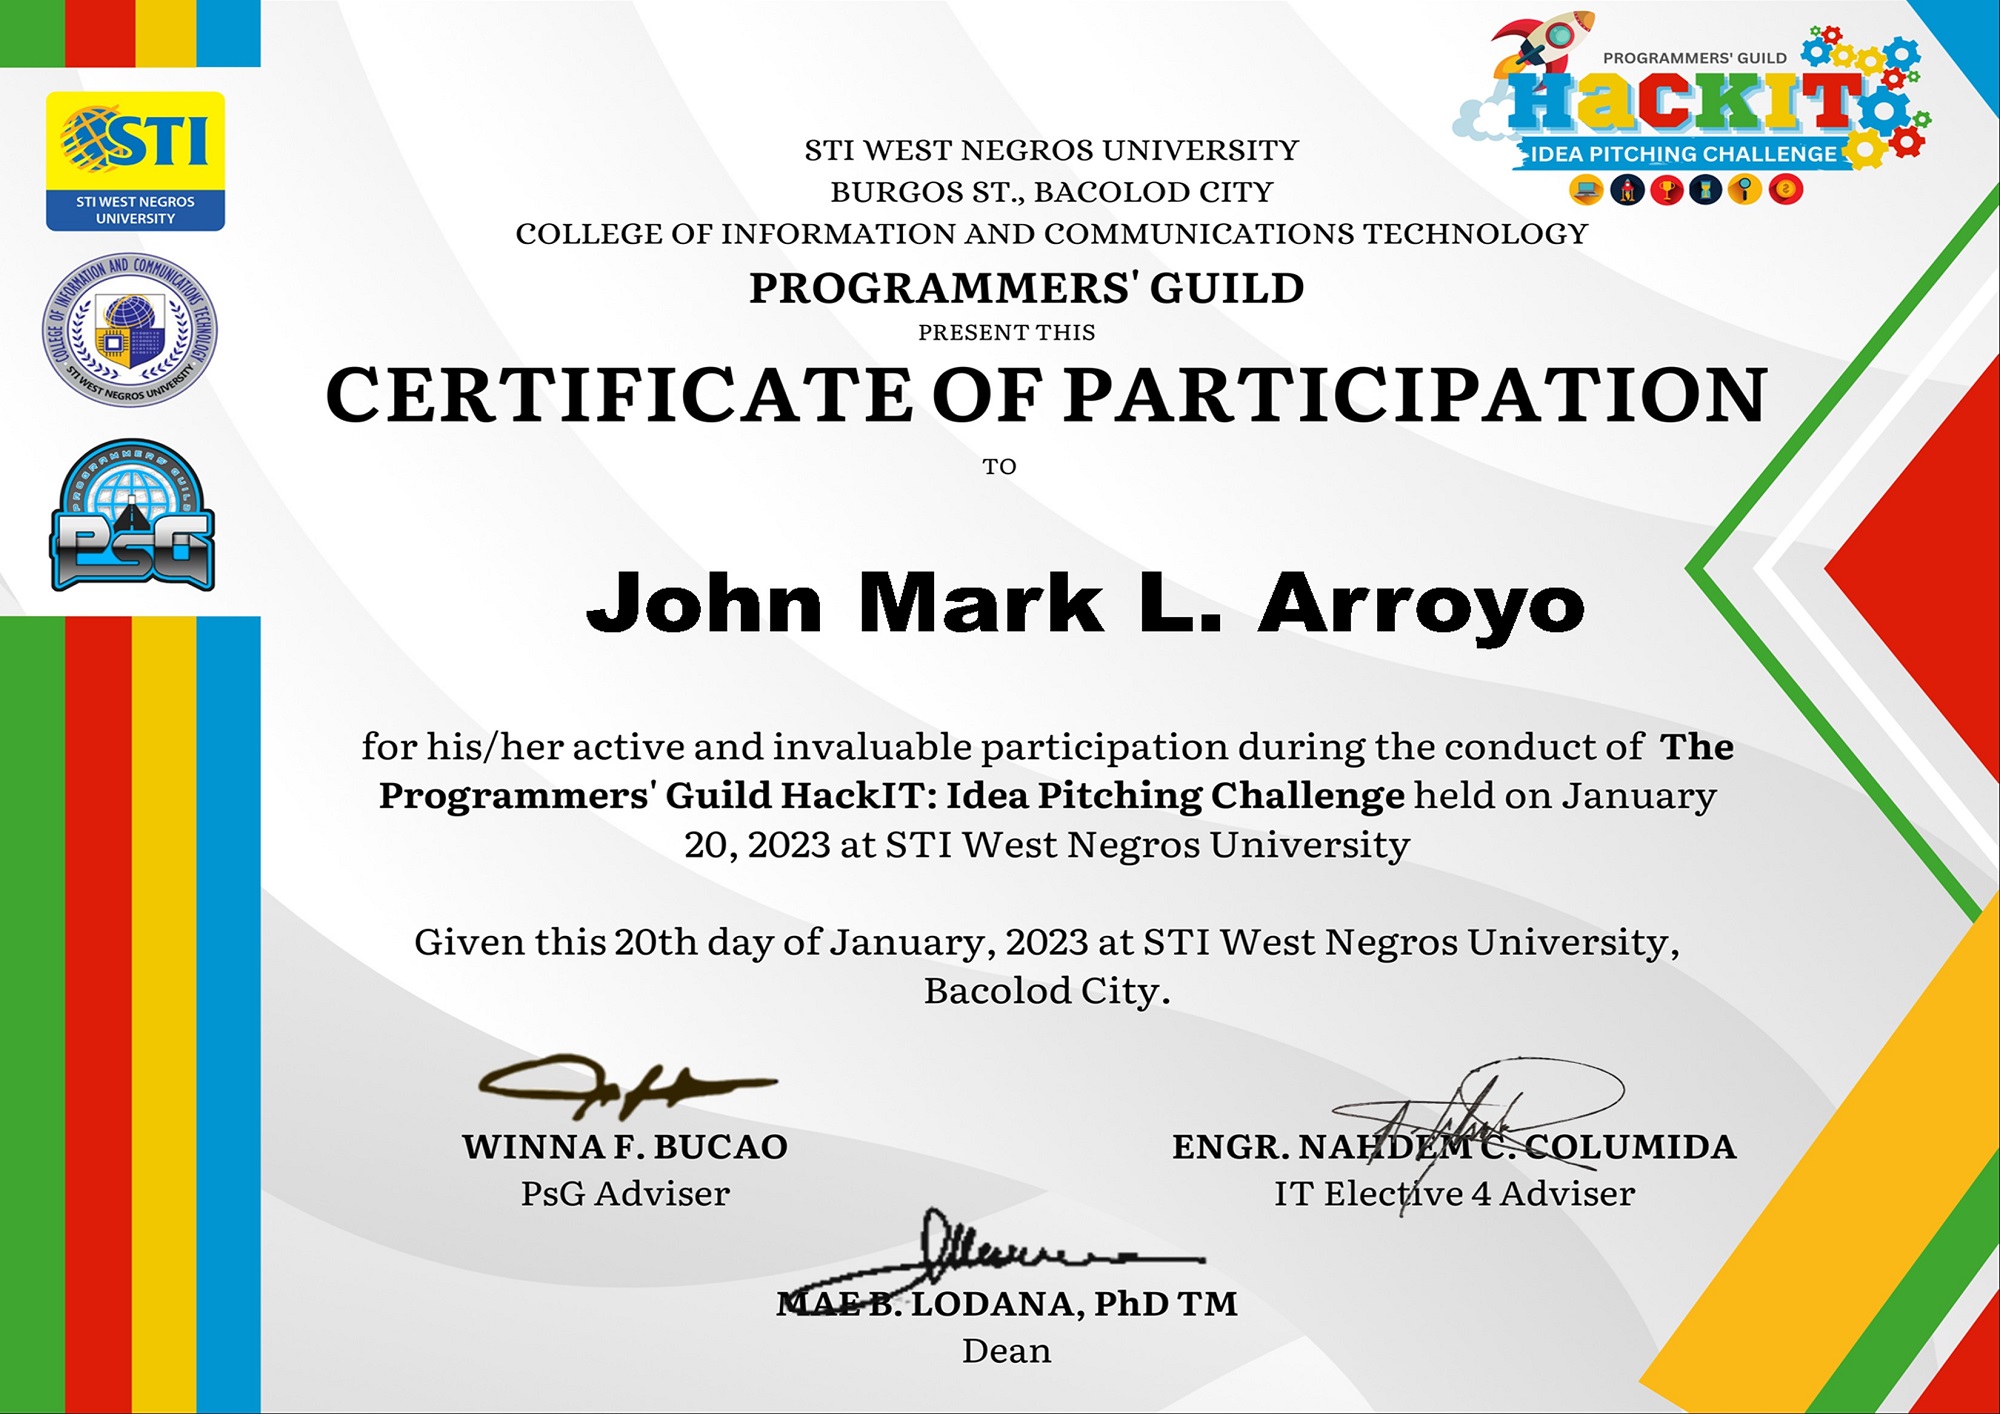 PROGRAMMERS' GUILD
HacKIT
IDEA PITCHING CHALLENGE
STI
STI WEST NEGROS
UNIVERSITY
COLLEGE OF INFORMATION AND COMMUNICATIONS TECHNOLOGY
STI WEST NEGROS UNIVERSITY
PROGRAMMERS' GUILD
PsG
STI WEST NEGROS UNIVERSITY
BURGOS ST., BACOLOD CITY
COLLEGE OF INFORMATION AND COMMUNICATIONS TECHNOLOGY
PROGRAMMERS' GUILD
PRESENT THIS
CERTIFICATE OF PARTICIPATION
TO
John Mark L. Arroyo
for his/her active and invaluable participation during the conduct of The
Programmers' Guild HackIT: Idea Pitching Challenge held on January
20, 2023 at STI West Negros University
Given this 20th day of January, 2023 at STI West Negros University,
Bacolod City.
WINNA F. BUCAO
PsG Adviser
ENGR. NAHDEM C. COLUMIDA
IT Elective 4 Adviser
MAE B. LODANA, PhD TM
Dean